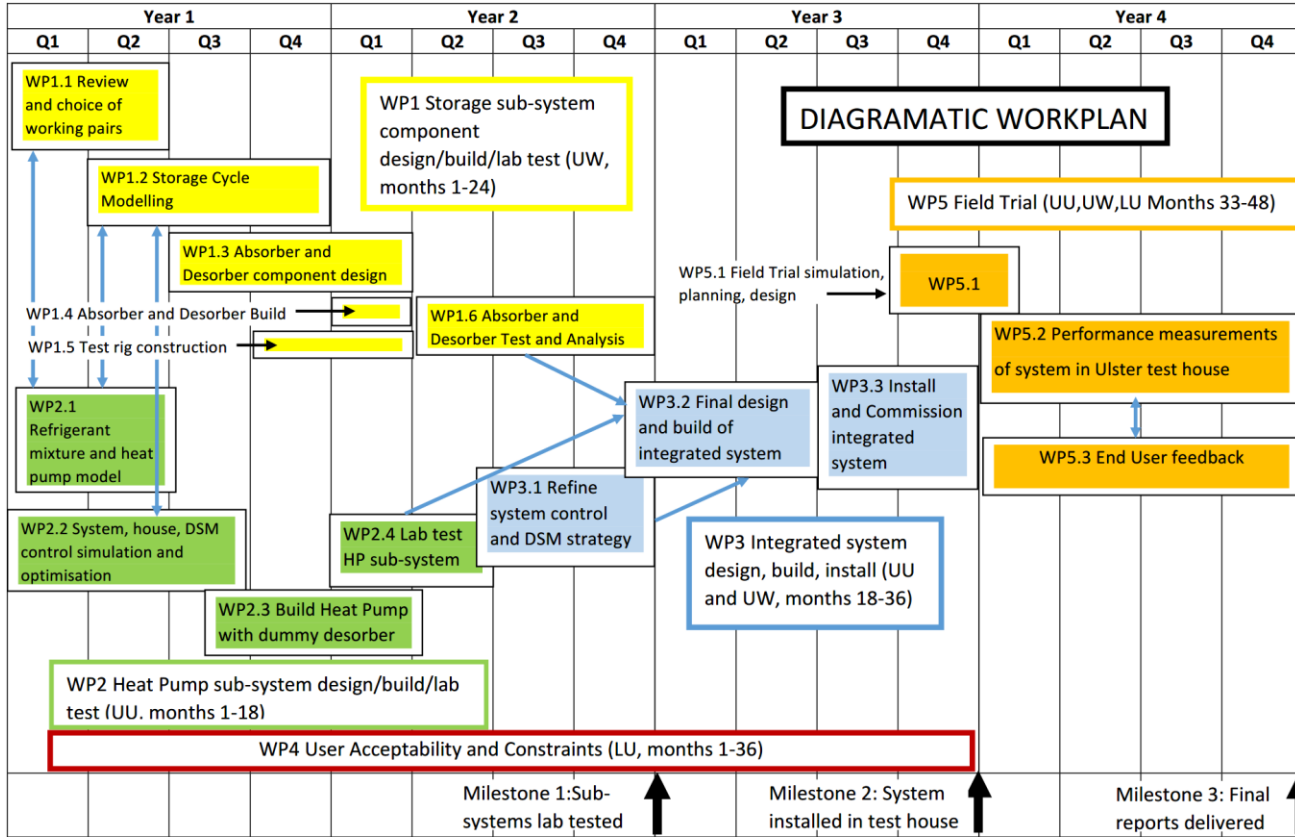 Year 1
Year 2
Year 3
Year 4
Q1
Q2
Q3
Q4
Q1
Q2
Q3
Q4
Q1
Q2
Q3
Q4
Q1
Q2
Q3
Q4
WP1.1 Review
and choice of
working pairs
WP1 Storage sub-system
component
design/build/lab test (UW,
months 1-24)
DIAGRAMATIC WORKPLAN
WP1.2 Storage Cycle
Modelling
WP5 Field Trial (UU,UW,LU Months 33-48)
WP1.3 Absorber and
Desorber component design
WP5.1 Field Trial simulation,
planning, design
WP5.1
WP1.4 Absorber and Desorber Build
WP1.5 Test rig construction
WP1.6 Absorber and
Desorber Test and Analysis
WP5.2 Performance measurements
of system in Ulster test house
WP2.1
Refrigerant
mixture and heat
pump model
WP3.2 Final design
and build of
integrated system
WP3.3 Install
and Commission
integrated
system
WP5.3 End User feedback
WP3.1 Refine
system control
and DSM strategy
WP2.2 System, house, DSM
control simulation and
optimisation
WP2.4 Lab test
HP sub-system
WP3 Integrated system
design, build, install (UU
and UW, months 18-36)
WP2.3 Build Heat Pump
with dummy desorber
WP2 Heat Pump sub-system design/build/lab
test (UU. months 1-18)
WP4 User Acceptability and Constraints (LU, months 1-36)
Milestone 1:Sub-
systems lab tested
Milestone 2: System
installed in test house
Milestone 3: Final
reports delivered